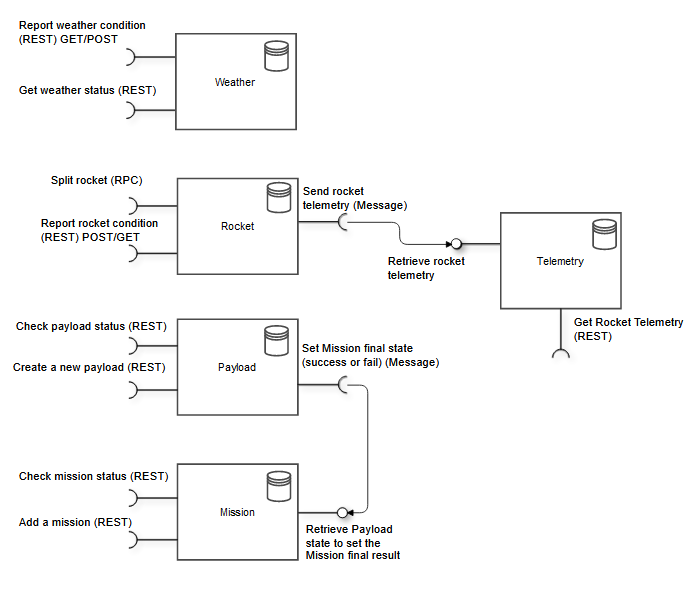 Report weather condition
(REST) GET/POST
Weather
Get weather status (REST)
Split rocket (RPC)
Send rocket
telemetry (Message)
Report rocket condition
(REST) POST/GET
Rocket
Retrieve rocket
telemetry
Telemetry
Get Rocket Telemetry
(REST)
Check payload status (REST)
Set Mission final state
(success or fail) (Message)
Create a new payload (REST)
Payload
Check mission status (REST)
Mission
Add a mission (REST)
Retrieve Payload
state to set the
Mission final result